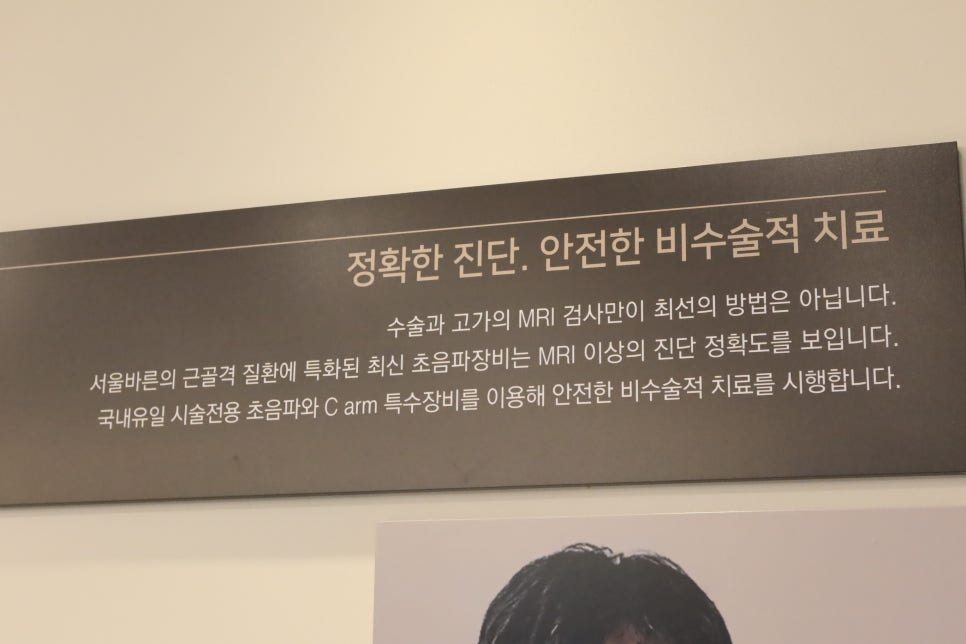 정확한 진단. 안전한 비수술적 치료
수술과 고가의 MRI 검사만이 최선의 방법은 아닙니다.
서울바른의 근골격 질환에 특화된 최신 초음파장비는 MRI 이상의 진단 정확도를 보입니다.
국내유일 시술전용 초음파와 C arm 특수장비를 이용해 안전한 비수술적 치료를 시행합니다.